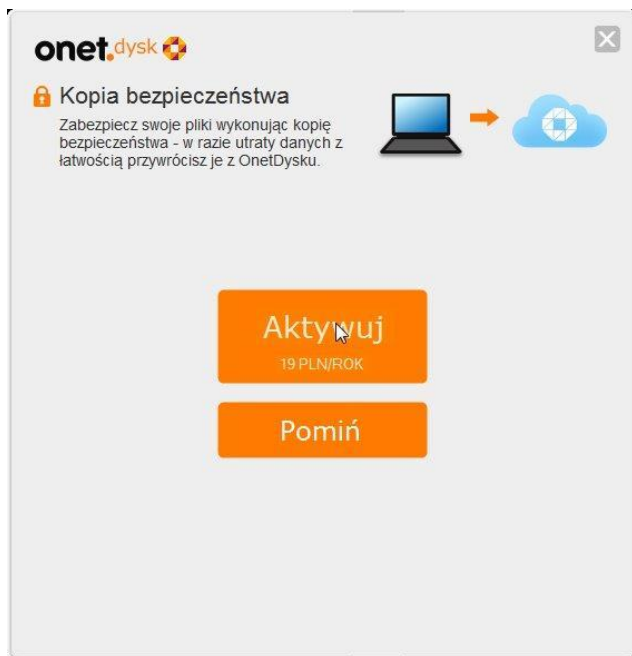 onet.dysk
Kopia bezpieczeństwa
Zabezpiecz swoje pliki wykonując kopię
bezpieczeństwa - w razie utraty danych z
łatwością przywrócisz je z OnetDysku.
Aktywuj
19 PLN/ROK
Pomiń